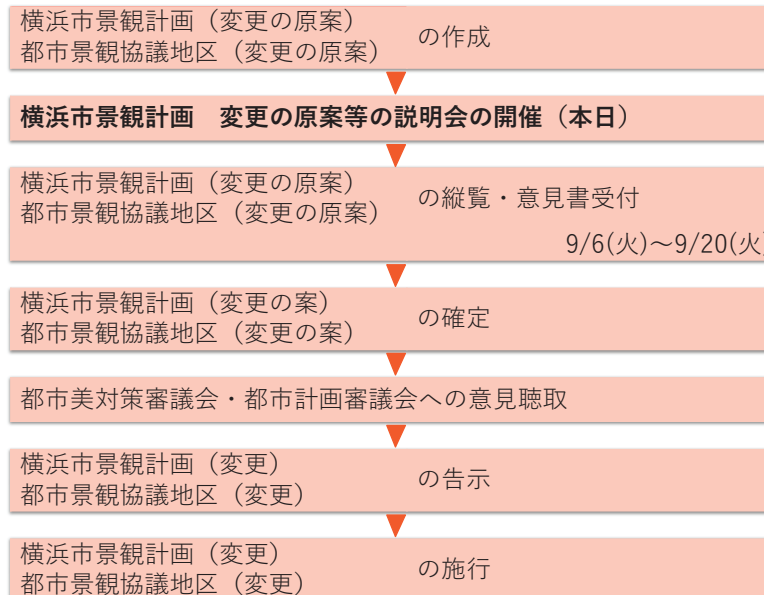 横浜市景観計画（変更の原案）
都市景観協議地区（変更の原案）
の作成
横浜市景観計画　変更の原案等の説明会の開催（本日）
横浜市景観計画（変更の原案）
都市景観協議地区（変更の原案）
の縦覧・意見書受付
9/6(火)～9/20(火)
横浜市景観計画（変更の案）
都市景観協議地区（変更の案）
の確定
都市美対策審議会・都市計画審議会への意見聴取
横浜市景観計画（変更）
都市景観協議地区（変更）
の告示
横浜市景観計画（変更）
都市景観協議地区（変更）
の施行